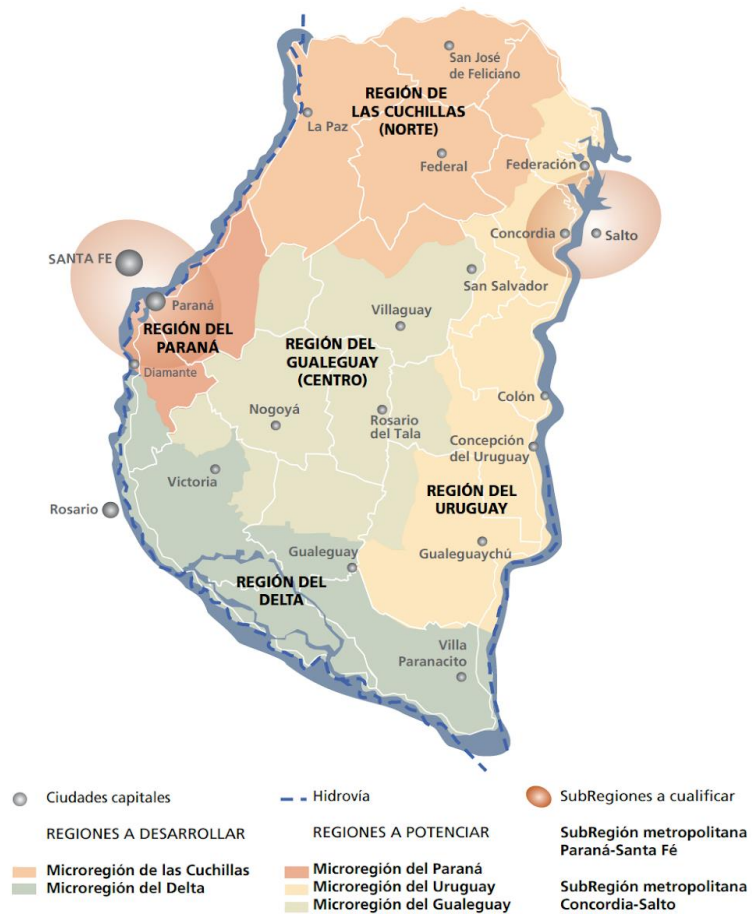 San José
de Feliciano
REGIÓN DE
LAS CUCHILLAS
(NORTE)
La Paz
Federal
Federación
SANTA FE
Concordia
Salto
San Salvador
Paraná
Villaguay
REGIÓN DEL
PARANÁ
REGIÓN DEL
GUALEGUAY
(CENTRO)
Diamante
Colón
Nogoyá
Rosario
del Tala
Concepción
del Uruguay
Victoria
REGIÓN DEL
URUGUAY
Rosario
Gualeguay
Gualeguaychú
REGIÓN DEL
DELTA
Villa
Paranacito
Ciudades capitales
Hidrovía
SubRegiones a cualificar
REGIONES A DESARROLLAR
REGIONES A POTENCIAR
SubRegión metropolitana
Paraná-Santa Fé
Microregión de las Cuchillas
Microregión del Delta
Microregión del Paraná
Microregión del Uruguay
Microregión del Gualeguay
SubRegión metropolitana
Concordia-Salto